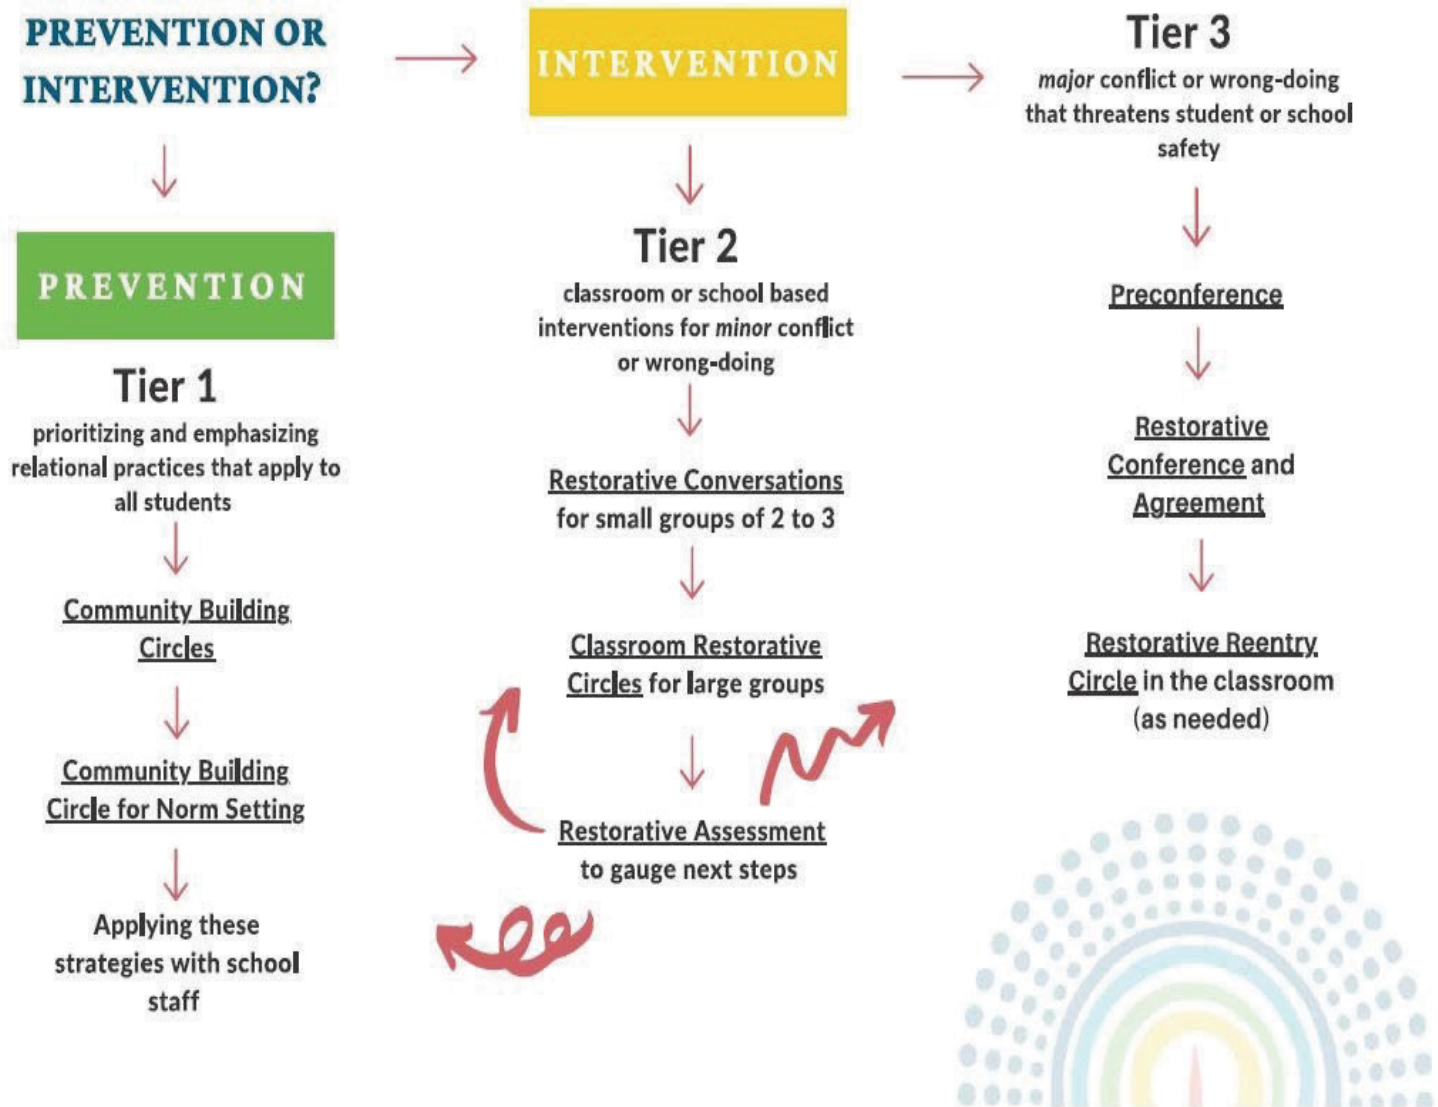 PREVENTION OR
INTERVENTION?
PREVENTION
Tier 1
prioritizing and emphasizing
relational practices that apply to
all students
Community Building
Circles
Community Building
Circle for Norm Setting
Applying these
strategies with school
staff
INTERVENTION
Tier 2
classroom or school based
interventions for minor conflict
or wrong-doing
Restorative Conversations
for small groups of 2 to 3
Classroom Restorative
Circles for large groups
Restorative Assessment
to gauge next steps
Tier 3
major conflict or wrong-doing
that threatens student or school
safety
Preconference
Restorative
Conference and
Agreement
Restorative Reentry
Circle in the classroom
(as needed)